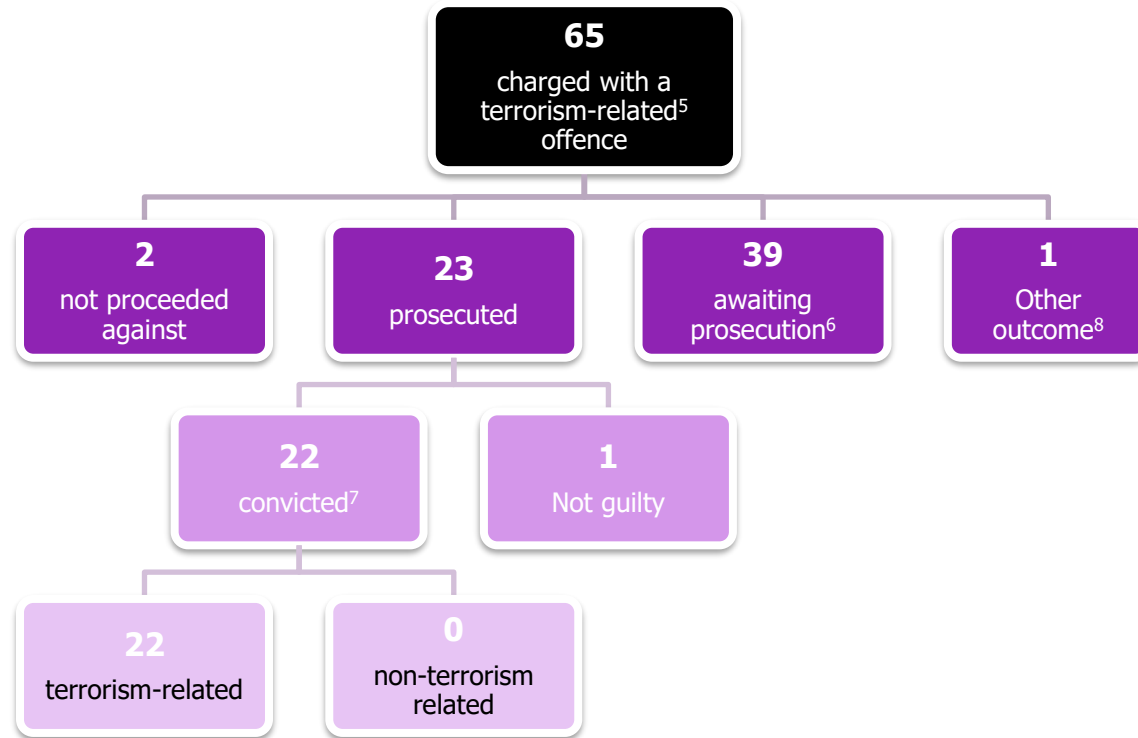 65
charged with a
terrorism-related⁵
offence
2
not proceeded
against
23
prosecuted
39
awaiting
prosecution⁶
1
Other
outcome⁸
22
convicted⁷
1
Not guilty
22
terrorism-related
0
non-terrorism
related